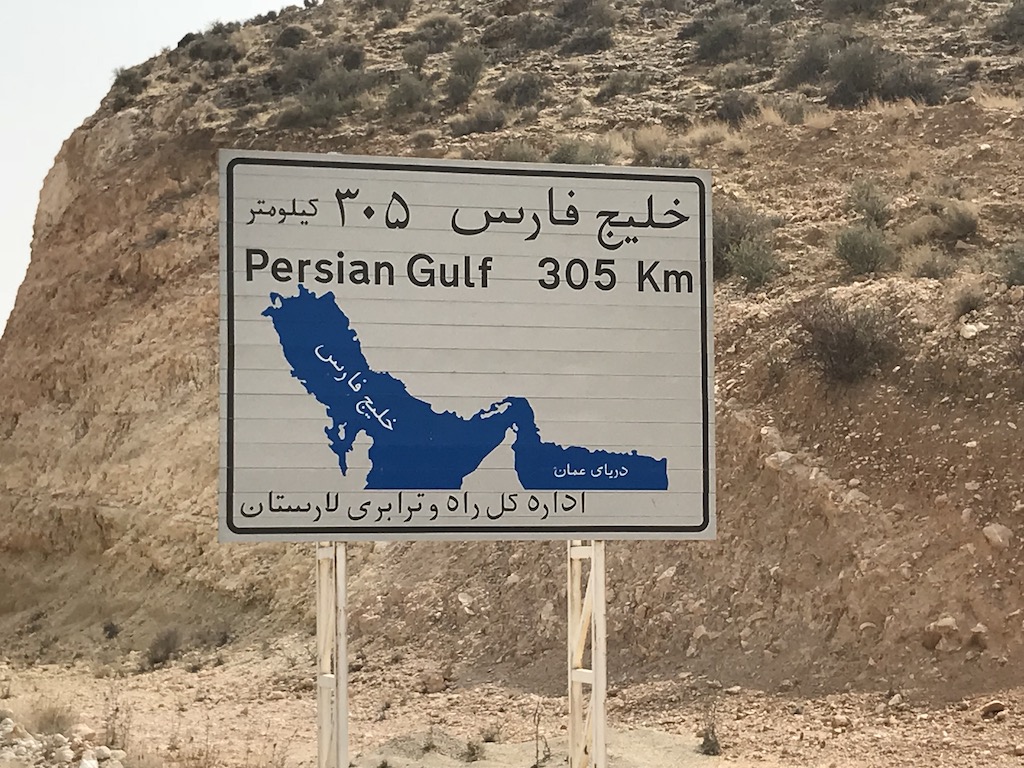 خلیج فارس ۳۰۵ کیلومتر
Persian Gulf 305 Km
خلیج فارس
دریای عمان
اداره کل راه و ترابری لارستان